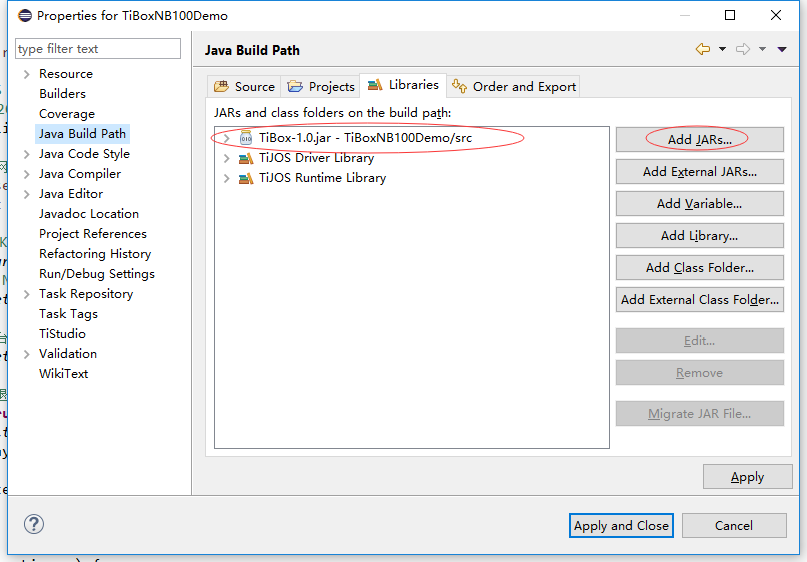 Properties for TiBoxNB100Demo
type filter text
Resource
Builders
Coverage
Java Build Path
Java Code Style
Java Compiler
Java Editor
Javadoc Location
Project References
Refactoring History
Run/Debug Settings
Task Repository
Task Tags
TiStudio
Validation
WikiText
Java Build Path
Source
Projects
Libraries
Order and Export
JARs and class folders on the build path:
TiBox-1.0.jar - TiBoxNB100Demo/src
TiJOS Driver Library
TiJOS Runtime Library
Add JARs...
Add External JARs...
Add Variable...
Add Library...
Add Class Folder...
Add External Class Folder...
Edit...
Remove
Migrate JAR File...
Apply
Apply and Close
Cancel